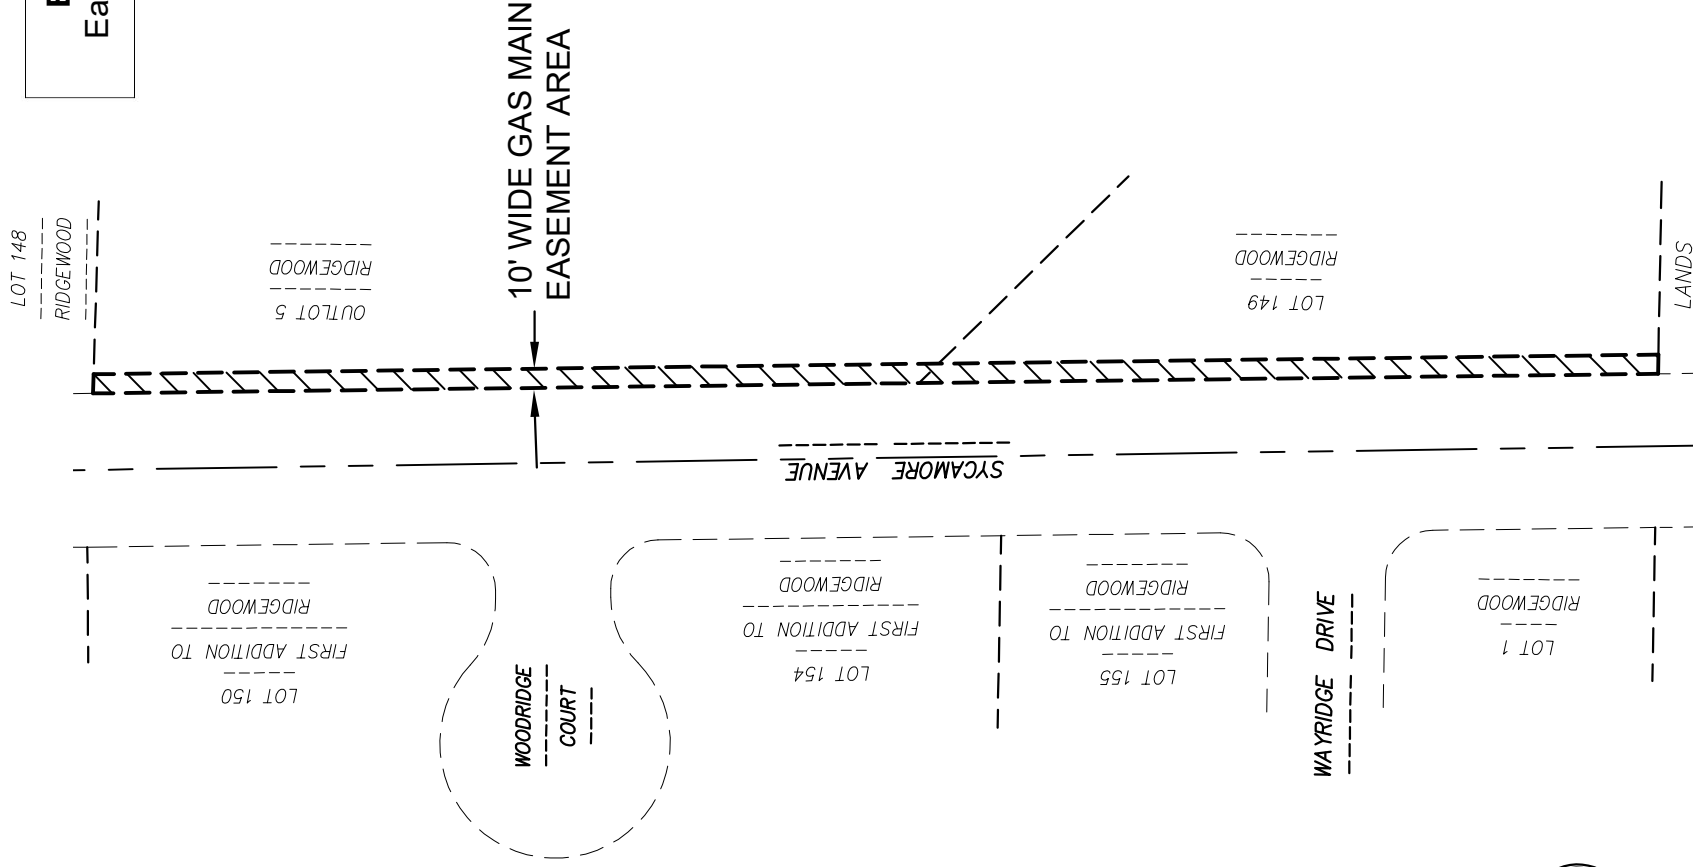 LOT 148
RIDGEWOOD
10' WIDE GAS MAIN
EASEMENT AREA
OUTLOT 5
RIDGEWOOD
LOT 149
RIDGEWOOD
LANDS
SYCAMORE AVENUE
LOT 150
FIRST ADDITION TO
RIDGEWOOD
WOODRIDGE
COURT
LOT 154
FIRST ADDITION TO
RIDGEWOOD
LOT 155
FIRST ADDITION TO
RIDGEWOOD
WAYRIDGE DRIVE
LOT 1
RIDGEWOOD